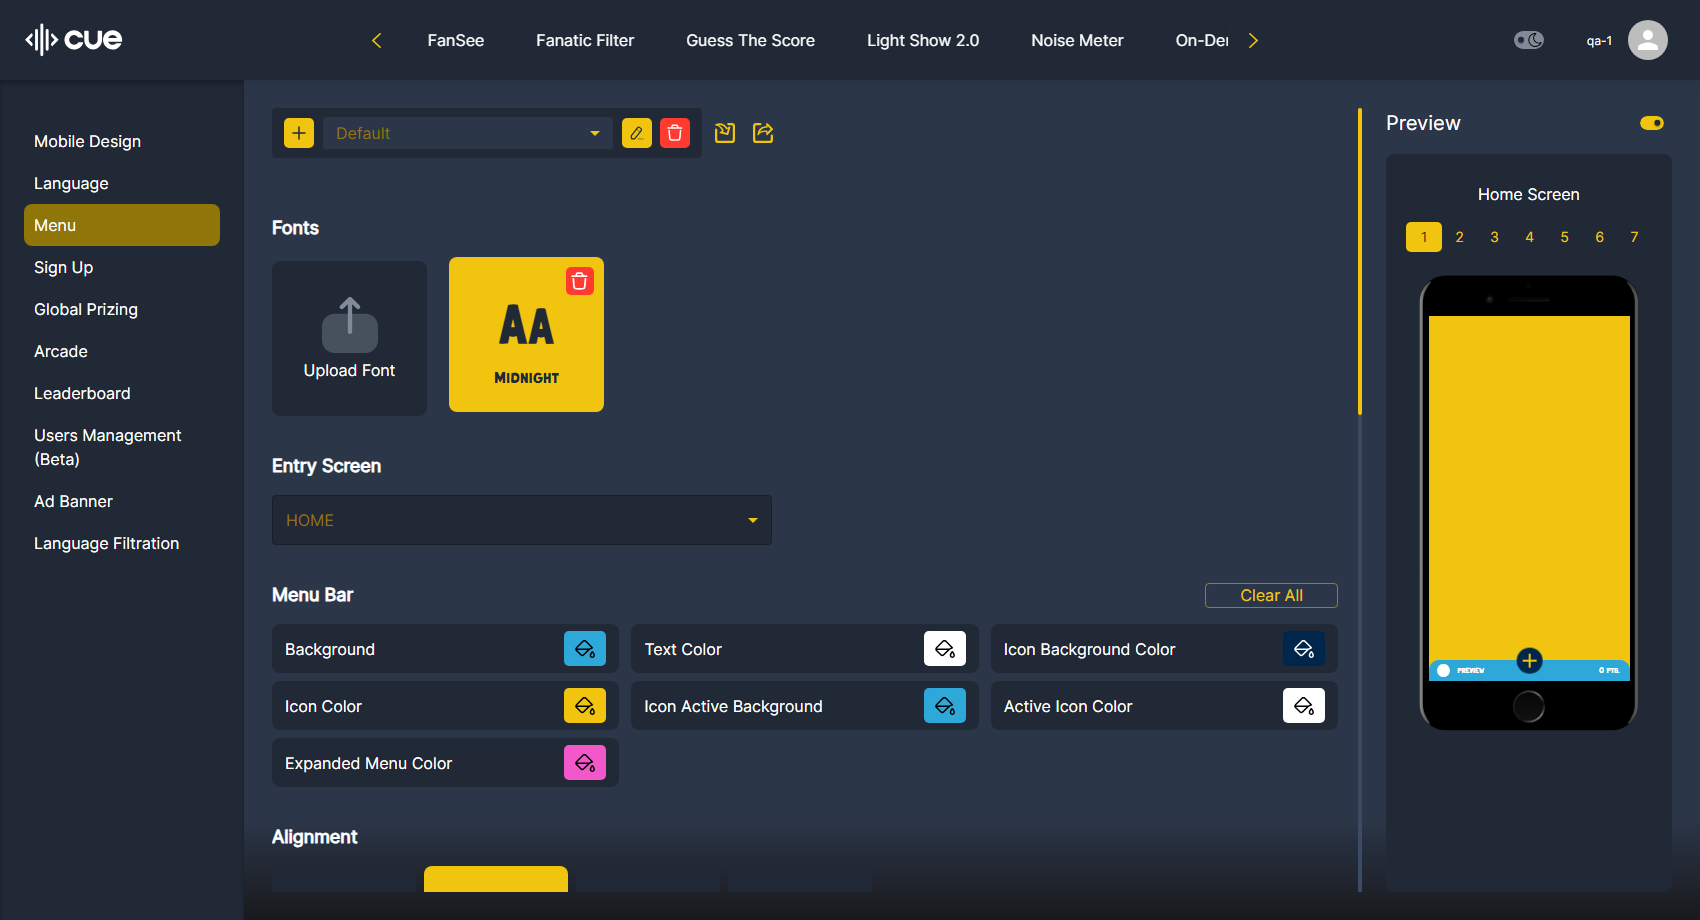 cue
FanSee
Fanatic Filter
Guess The Score
Light Show 2.0
Noise Meter
On-De
qa-1
Mobile Design
Language
Menu
Sign Up
Global Prizing
Arcade
Leaderboard
Users Management
(Beta)
Ad Banner
Language Filtration
Default
Fonts
Upload Font
AA
MIDNIGHT
Entry Screen
HOME
Menu Bar
Clear All
Background
Text Color
Icon Background Color
Icon Color
Icon Active Background
Active Icon Color
Expanded Menu Color
Alignment
Preview
Home Screen
1 2 3 4 5 6 7
PREVIEW
0 PTS.